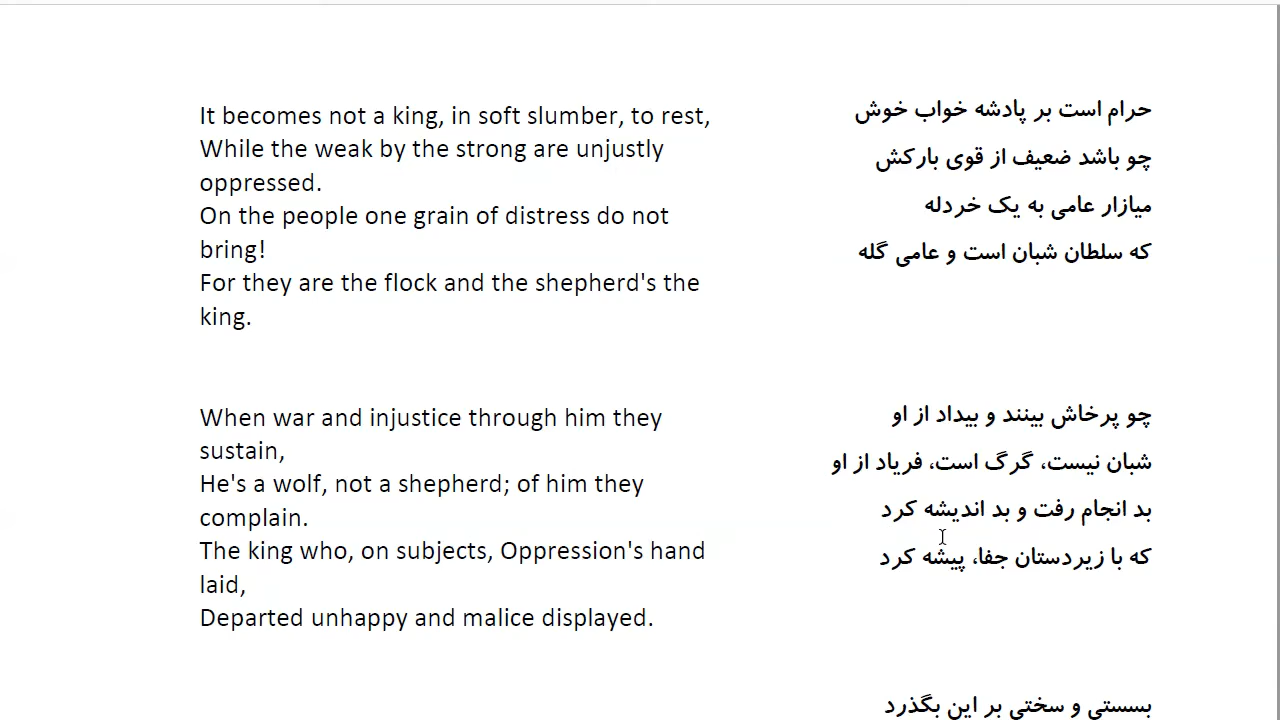 It becomes not a king, in soft slumber, to rest,
While the weak by the strong are unjustly
oppressed.
On the people one grain of distress do not
bring!
For they are the flock and the shepherd's the
king.
حرام است بر پادشه خواب خوش
چو باشد ضعیف از قوی بارکش
میازار عامی به یک خردله
که سلطان شبان است و عامی گله
When war and injustice through him they
sustain,
He's a wolf, not a shepherd; of him they
complain.
The king who, on subjects, Oppression's hand
laid,
Departed unhappy and malice displayed.
چو پرخاش بینند و بیداد از او
شبان نیست، گرگ است، فریاد از او
بد انجام رفت و بد اندیشه کرد
که با زیردستان جفا، پیشه کرد
بسستی و سختی بر این بگذرد